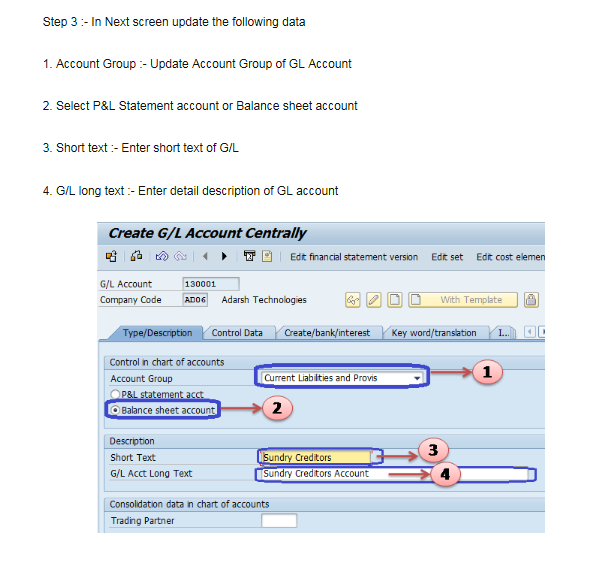 Step 3 :- In Next screen update the following data
1. Account Group :- Update Account Group of GL Account
2. Select P&L Statement account or Balance sheet account
3. Short text :- Enter short text of G/L
4. G/L long text :- Enter detail description of GL account
Create G/L Account Centrally
Edit financial statement version Edit set Edit cost elemen
G/L Account 130001
Company Code AD06 Adarsh Technologies With Template
Type/Description Control Data Create/bank/interest Key word/translation I...
Control in chart of accounts
Account Group Current Liabilities and Provis 1
P&L statement acct
Balance sheet account 2
Description
Short Text Sundry Creditors 3
G/L Acct Long Text Sundry Creditors Account 4
Consolidation data in chart of accounts
Trading Partner